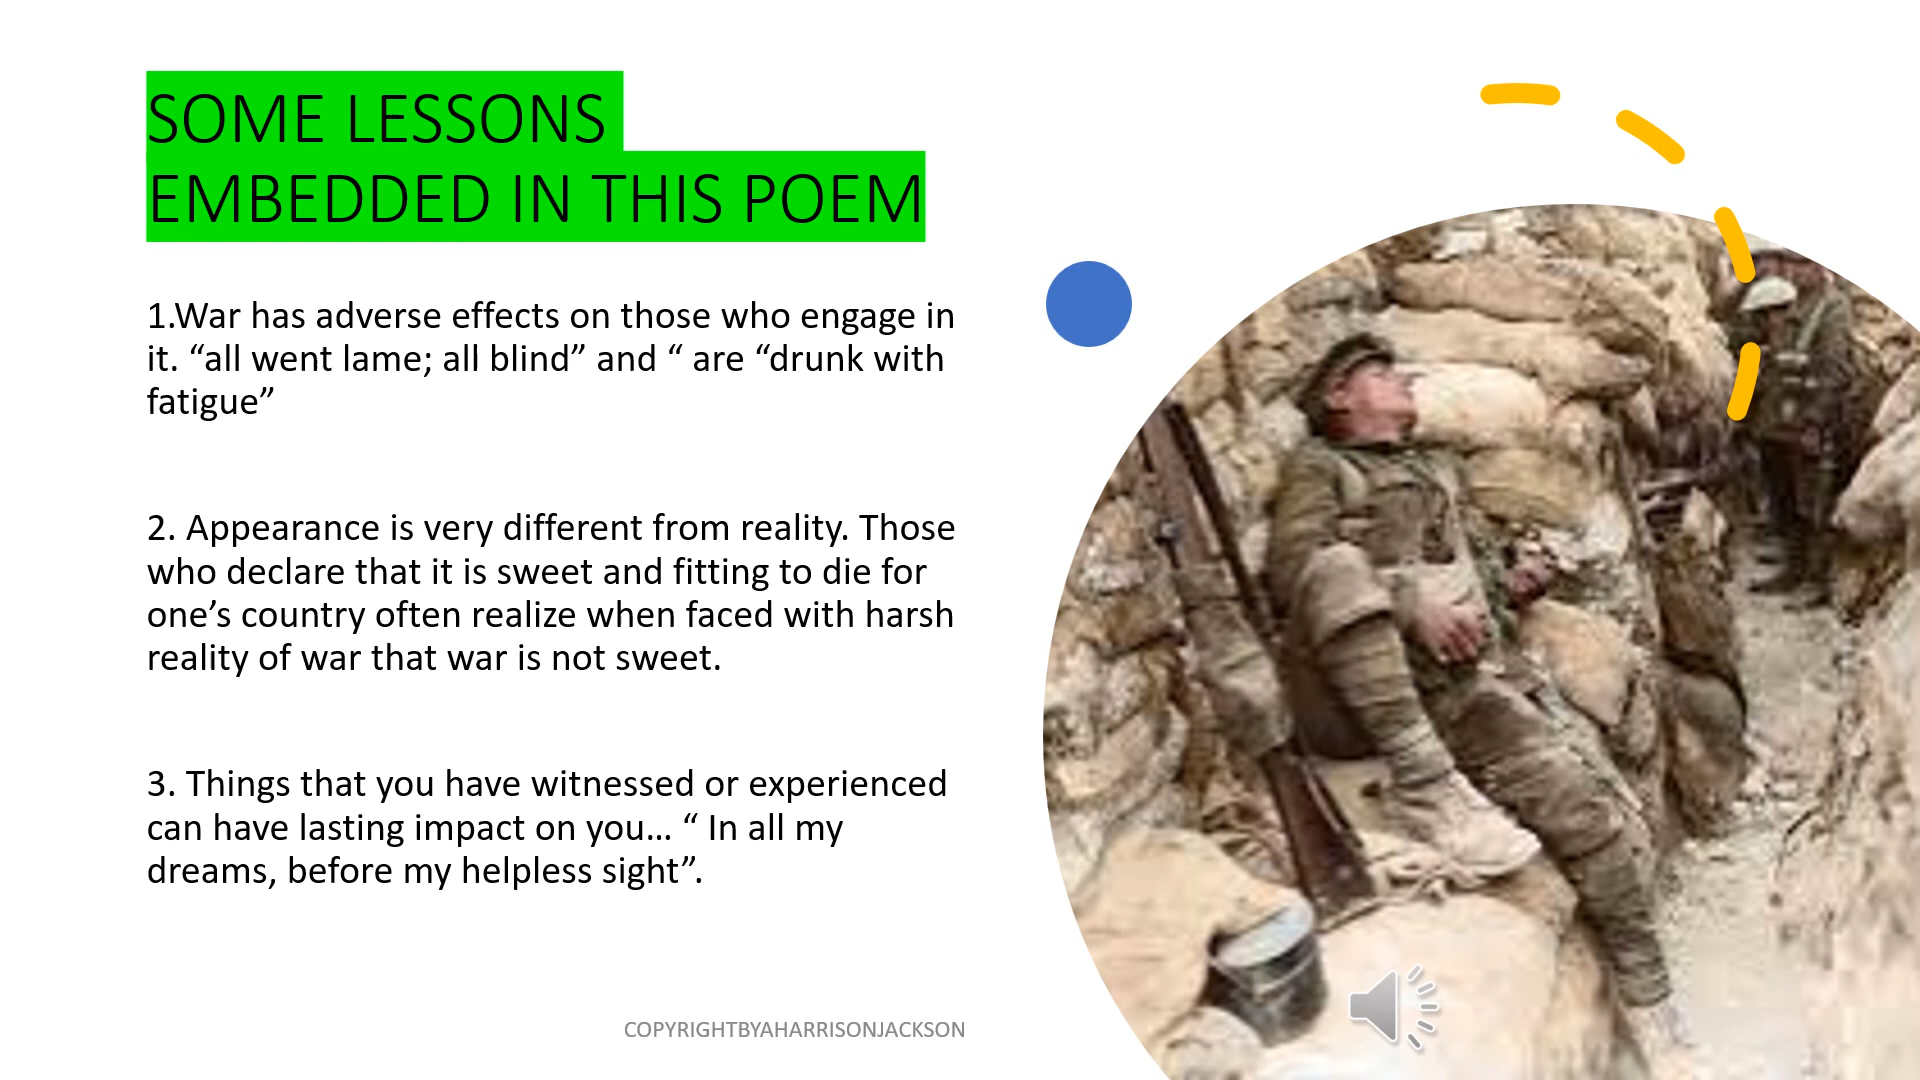 SOME LESSONS
EMBEDDED IN THIS POEM
1.War has adverse effects on those who engage in
it. “all went lame; all blind” and “ are “drunk with
fatigue”
2. Appearance is very different from reality. Those
who declare that it is sweet and fitting to die for
one’s country often realize when faced with harsh
reality of war that war is not sweet.
3. Things that you have witnessed or experienced
can have lasting impact on you... “ In all my
dreams, before my helpless sight”.
COPYRIGHTBYAHARRISONJACKSON